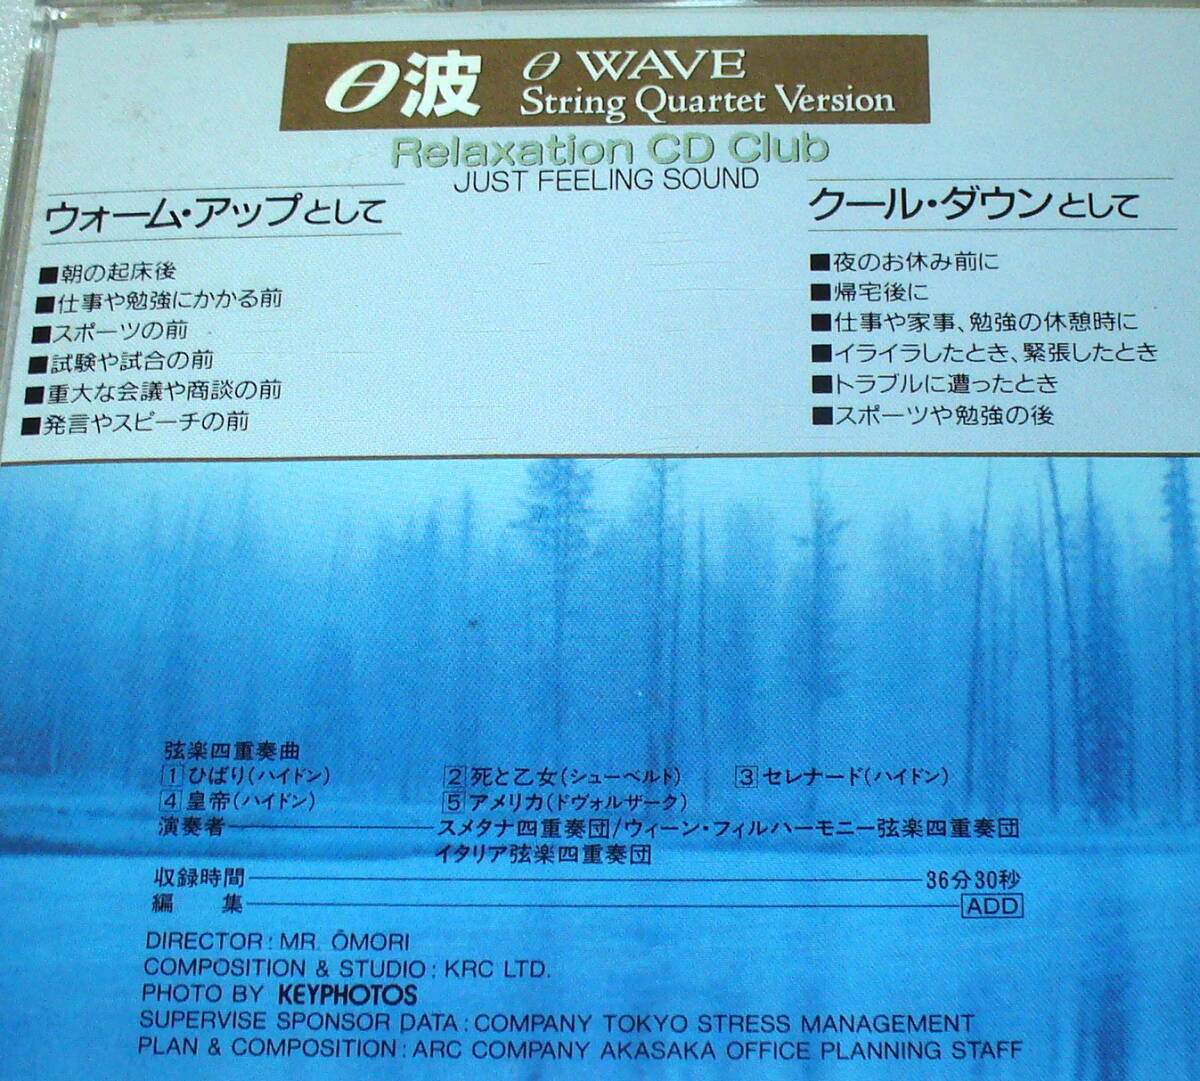 θ波 θ WAVE
String Quartet Version
Relaxation CD Club
JUST FEELING SOUND
ウォーム・アップとして
■朝の起床後
■仕事や勉強にかかる前
■スポーツの前
■試験や試合の前
■重大な会議や商談の前
■発言やスピーチの前
クール・ダウンとして
■夜のお休み前に
■帰宅後に
■仕事や家事、勉強の休憩時に
■イライラしたとき、緊張したとき
■トラブルに遭ったとき
■スポーツや勉強の後
弦楽四重奏曲
1 ひばり(ハイドン) 2 死と乙女(シューベルト) 3 セレナード(ハイドン)
4 皇帝(ハイドン) 5 アメリカ(ドヴォルザーク)
演奏者 スメタナ四重奏団/ウィーン・フィルハーモニー弦楽四重奏団
イタリア弦楽四重奏団
収録時間 36分30秒
編集 ADD
DIRECTOR: MR. ŌMORI
COMPOSITION & STUDIO: KRC LTD.
PHOTO BY KEYPHOTOS
SUPERVISE SPONSOR DATA: COMPANY TOKYO STRESS MANAGEMENT
PLAN & COMPOSITION: ARC COMPANY AKASAKA OFFICE PLANNING STAFF